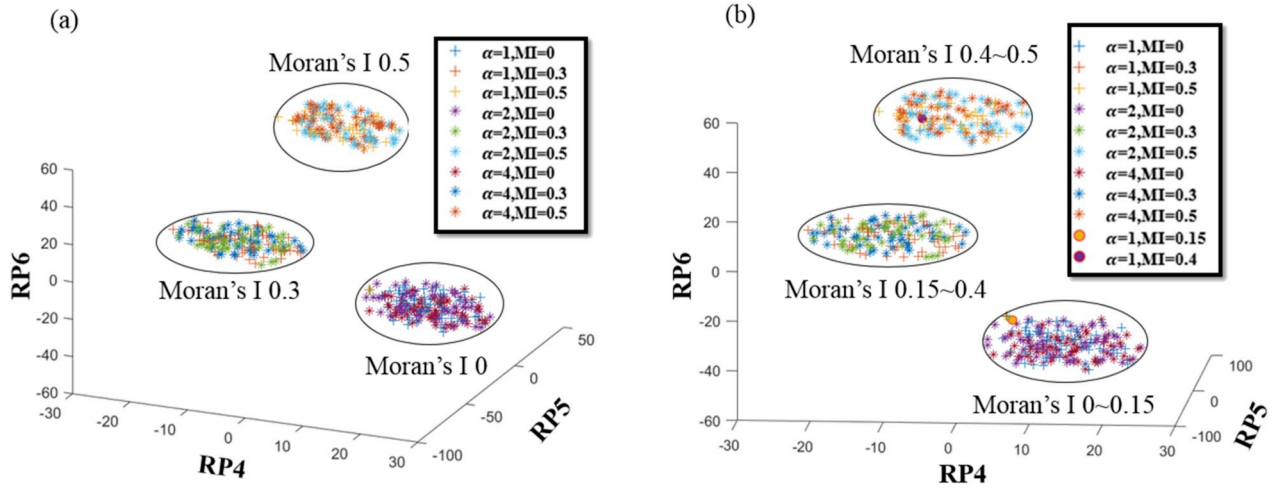 (a)
Moran's I 0.5
α=1,MI=0
α=1,MI=0.3
α=1,MI=0.5
α=2,MI=0
α=2,MI=0.3
α=2,MI=0.5
α=4,MI=0
α=4,MI=0.3
α=4,MI=0.5
Moran's I 0.3
Moran's I 0
60
40
20
0
-20
-40
-60
RP6
-30
-20
-10
0
10
20
30
RP4
-100
-50
0
50
RP5
(b)
Moran's I 0.4~0.5
α=1,MI=0
α=1,MI=0.3
α=1,MI=0.5
α=2,MI=0
α=2,MI=0.3
α=2,MI=0.5
α=4,MI=0
α=4,MI=0.3
α=4,MI=0.5
α=1,MI=0.15
α=1,MI=0.4
Moran's I 0.15~0.4
Moran's I 0~0.15
60
40
20
0
-20
-40
-60
RP6
-30
-20
-10
0
10
20
30
RP4
-100
0
100
RP5